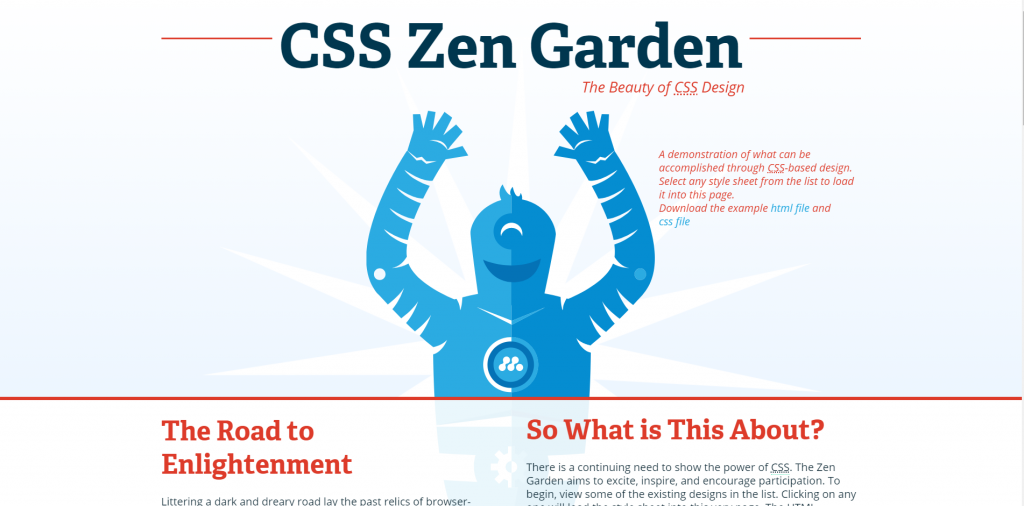 CSS Zen Garden
The Beauty of CSS Design
A demonstration of what can be
accomplished through CSS-based design.
Select any style sheet from the list to load
it into this page.
Download the example html file and
css file
The Road to
Enlightenment
Littering a dark and dreary road lay the past relics of browser-
So What is This About?
There is a continuing need to show the power of CSS. The Zen
Garden aims to excite, inspire, and encourage participation. To
begin, view some of the existing designs in the list. Clicking on any